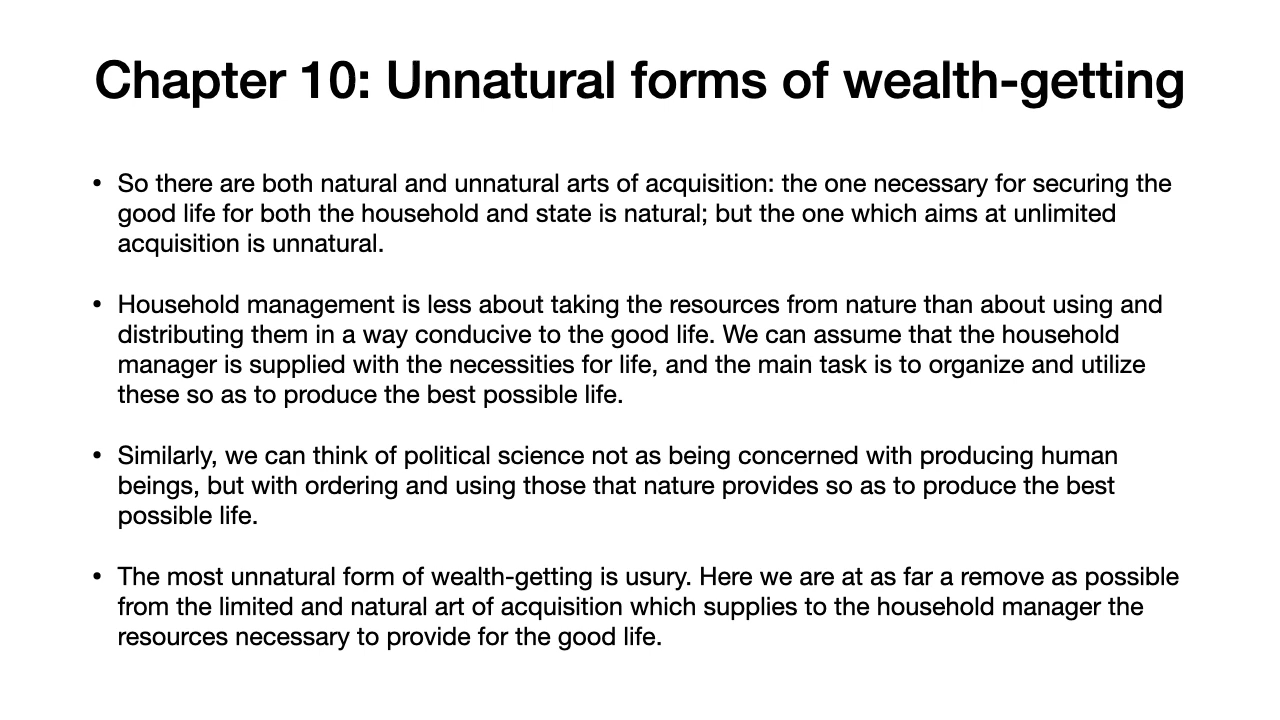 Chapter 10: Unnatural forms of wealth-getting
• So there are both natural and unnatural arts of acquisition: the one necessary for securing the
good life for both the household and state is natural; but the one which aims at unlimited
acquisition is unnatural.
• Household management is less about taking the resources from nature than about using and
distributing them in a way conducive to the good life. We can assume that the household
manager is supplied with the necessities for life, and the main task is to organize and utilize
these so as to produce the best possible life.
• Similarly, we can think of political science not as being concerned with producing human
beings, but with ordering and using those that nature provides so as to produce the best
possible life.
• The most unnatural form of wealth-getting is usury. Here we are at as far a remove as possible
from the limited and natural art of acquisition which supplies to the household manager the
resources necessary to provide for the good life.